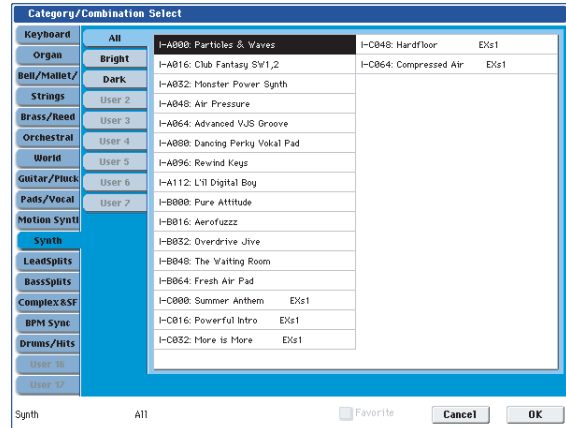 Category/Combination Select
Keyboard
Organ
Bell/Mallet/
Strings
Brass/Reed
Orchestral
World
Guitar/Pluck
Pads/Vocal
Motion Synth
Synth
LeadSplits
BassSplits
Complex&SF
BPM Sync
Drums/Hits
User 16
User 17
All
Bright
Dark
User 2
User 3
User 4
User 5
User 6
User 7
I-A000: Particles & Waves
I-A016: Club Fantasy SW1,2
I-A032: Monster Power Synth
I-A048: Air Pressure
I-A064: Advanced VJS Groove
I-A080: Dancing Perky Vokal Pad
I-A096: Rewind Keys
I-A112: L'il Digital Boy
I-B000: Pure Attitude
I-B016: Aerofuzzz
I-B032: Overdrive Jive
I-B048: The Waiting Room
I-B064: Fresh Air Pad
I-C000: Summer Anthem EXs1
I-C016: Powerful Intro EXs1
I-C032: More is More EXs1
I-C048: Hardfloor EXs1
I-C064: Compressed Air EXs1
Synth All Favorite Cancel OK